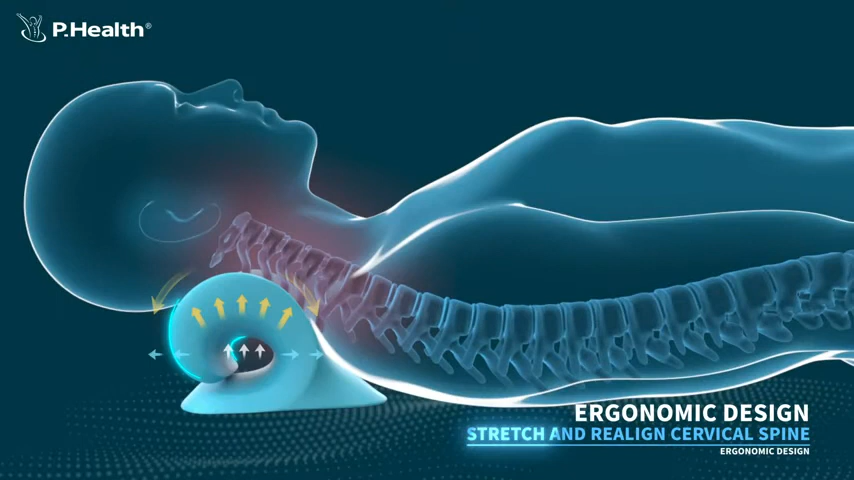 P.Health®
ERGONOMIC DESIGN
STRETCH AND REALIGN CERVICAL SPINE
ERGONOMIC DESIGN